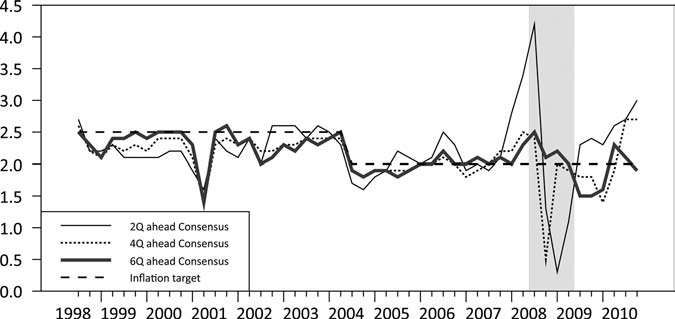 4.5
4.0
3.5
3.0
2.5
2.0
1.5
1.0
0.5
0.0
2Q ahead Consensus
4Q ahead Consensus
6Q ahead Consensus
Inflation target
1998 1999 2000 2001 2002 2003 2004 2005 2006 2007 2008 2009 2010